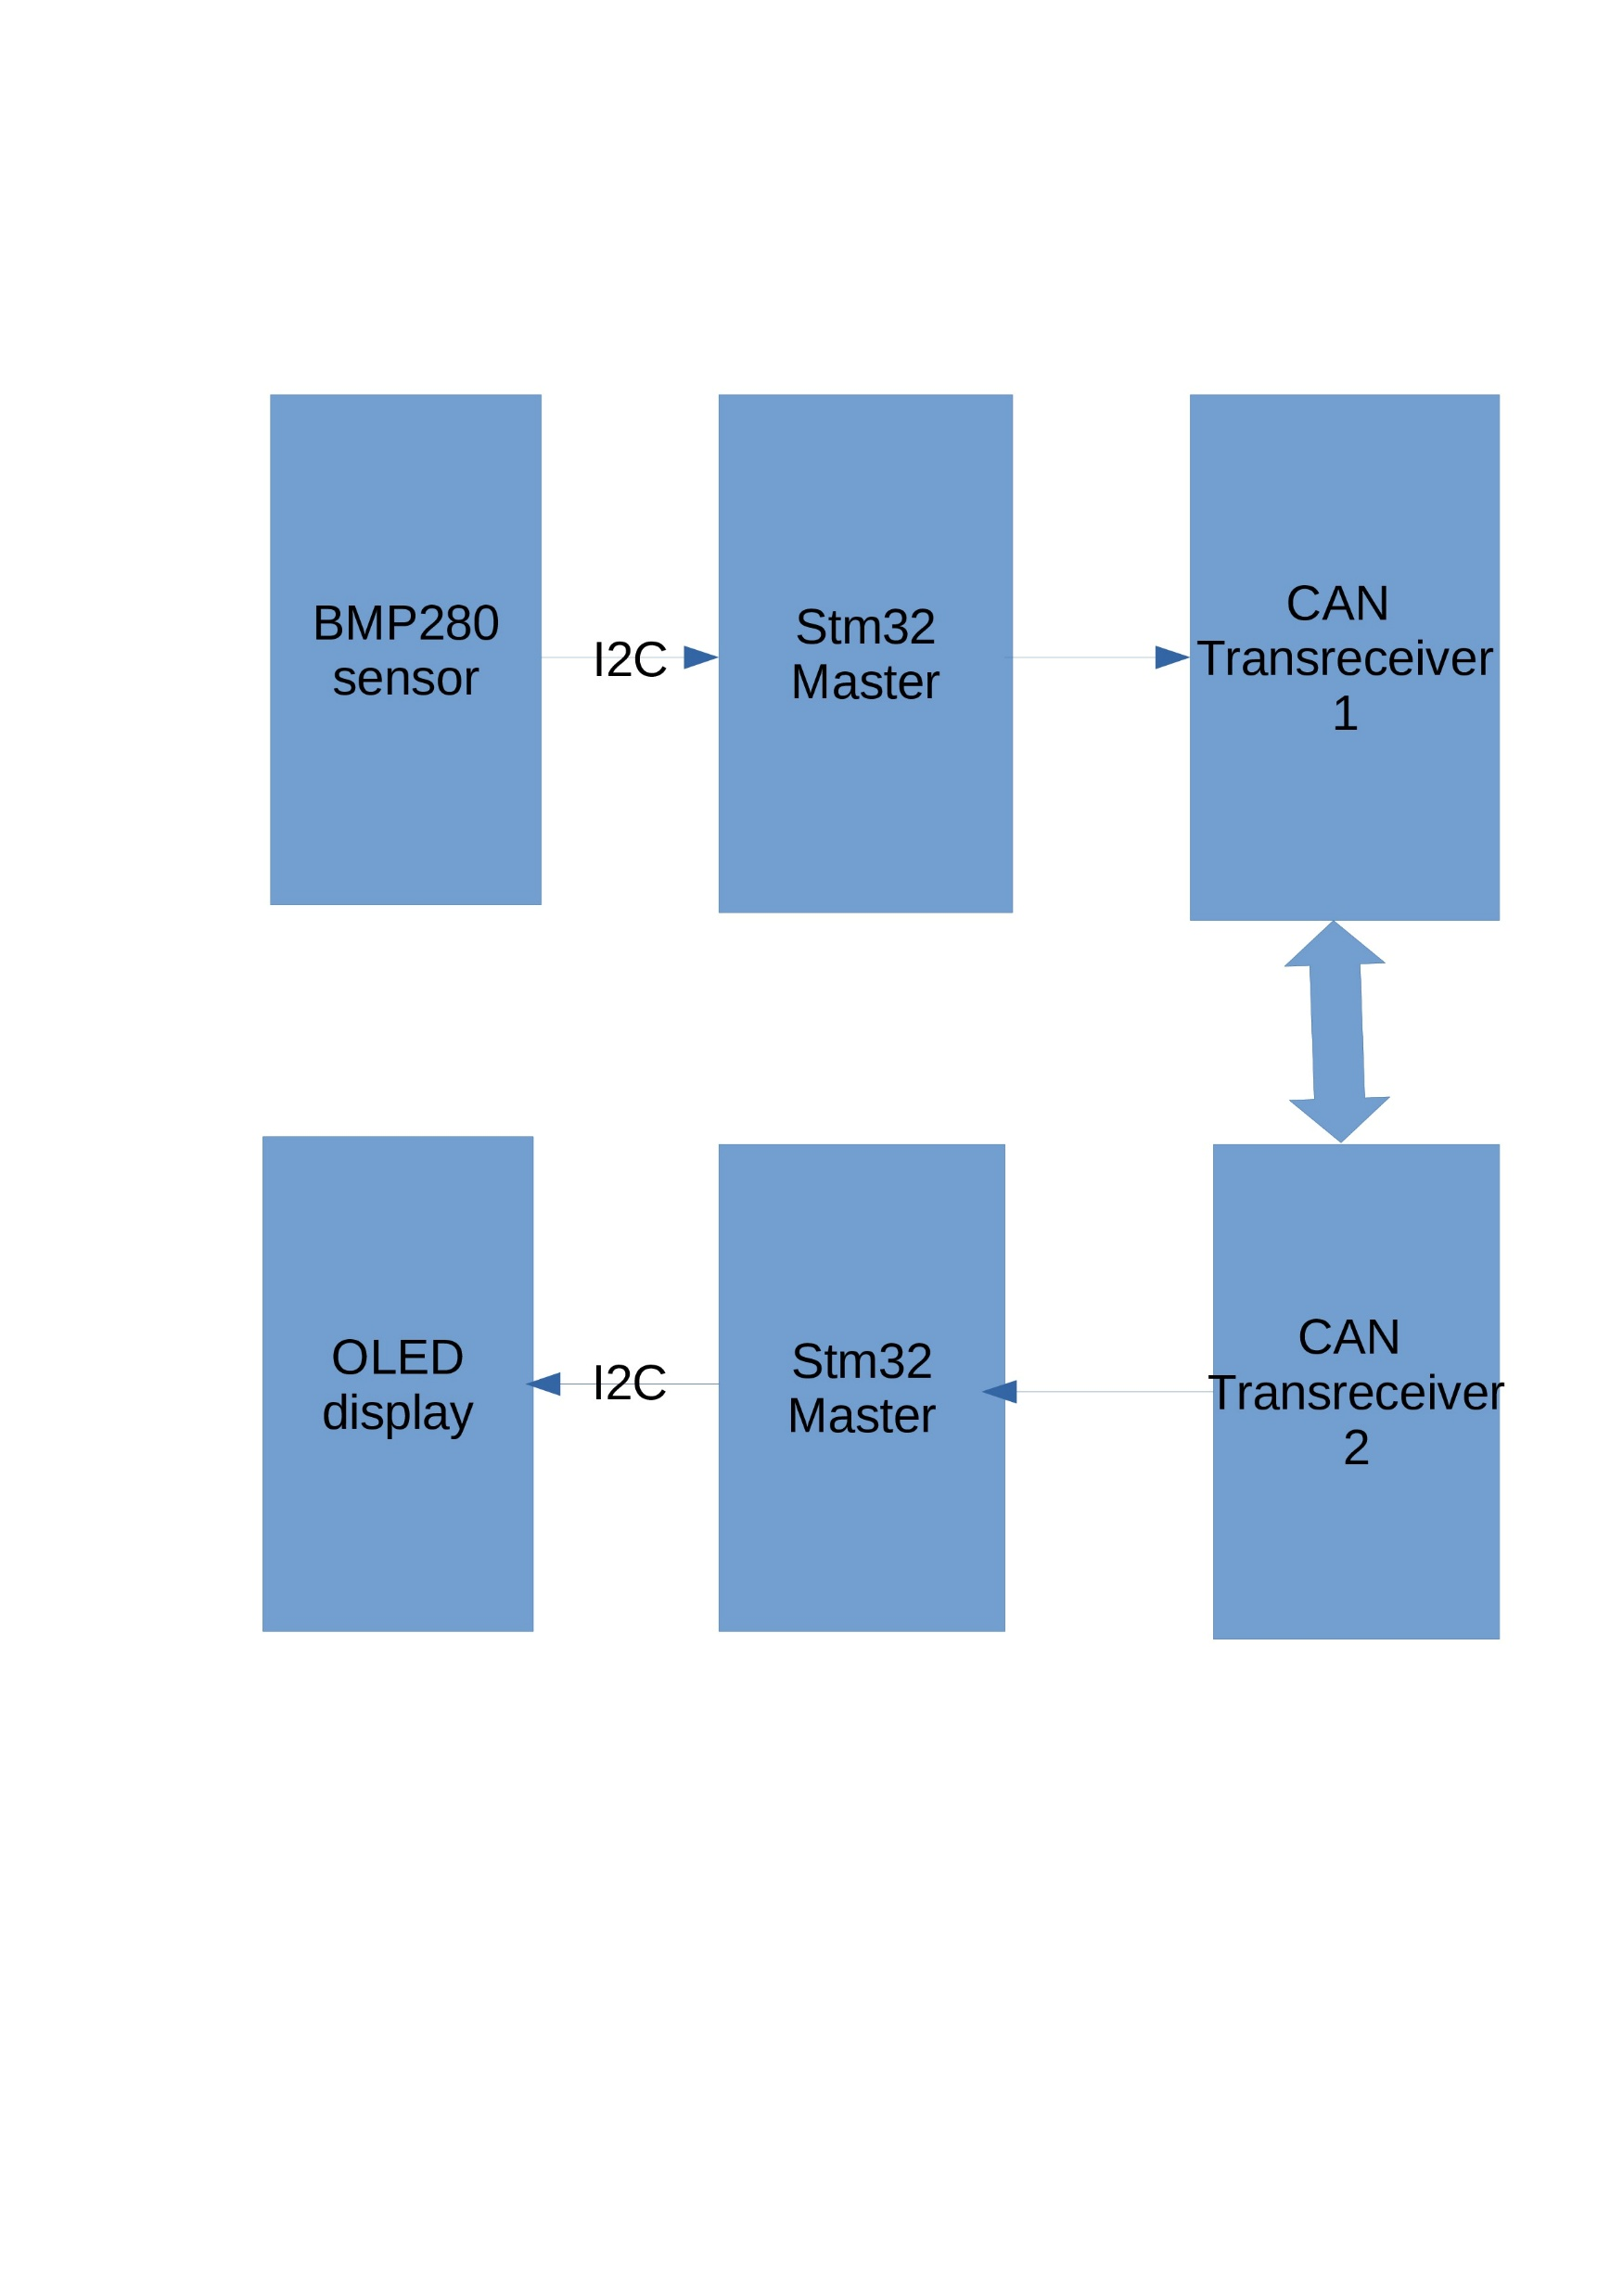 BMP280
sensor
I2C
Stm32
Master
CAN
Transreceiver
1
OLED
display
I2C
Stm32
Master
CAN
Transreceiver
2